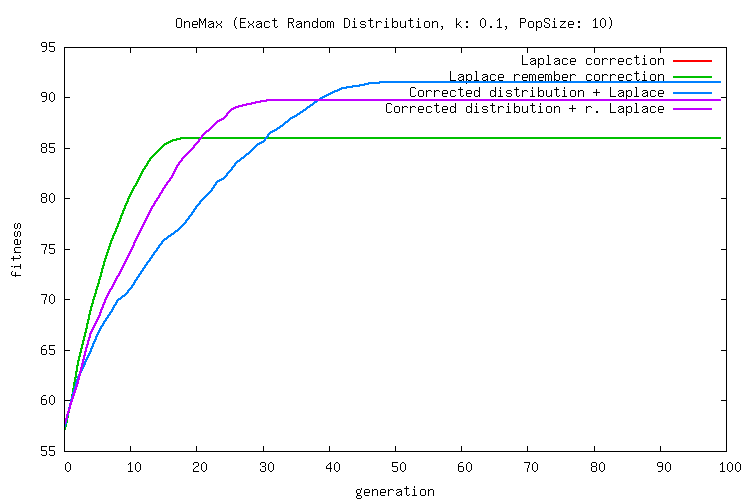 OneMax (Exact Random Distribution, k: 0.1, PopSize: 10)
95
90
85
80
75
70
65
60
55
fitness
Laplace correction
Laplace remember correction
Corrected distribution + Laplace
Corrected distribution + r. Laplace
0 10 20 30 40 50 60 70 80 90 100
generation